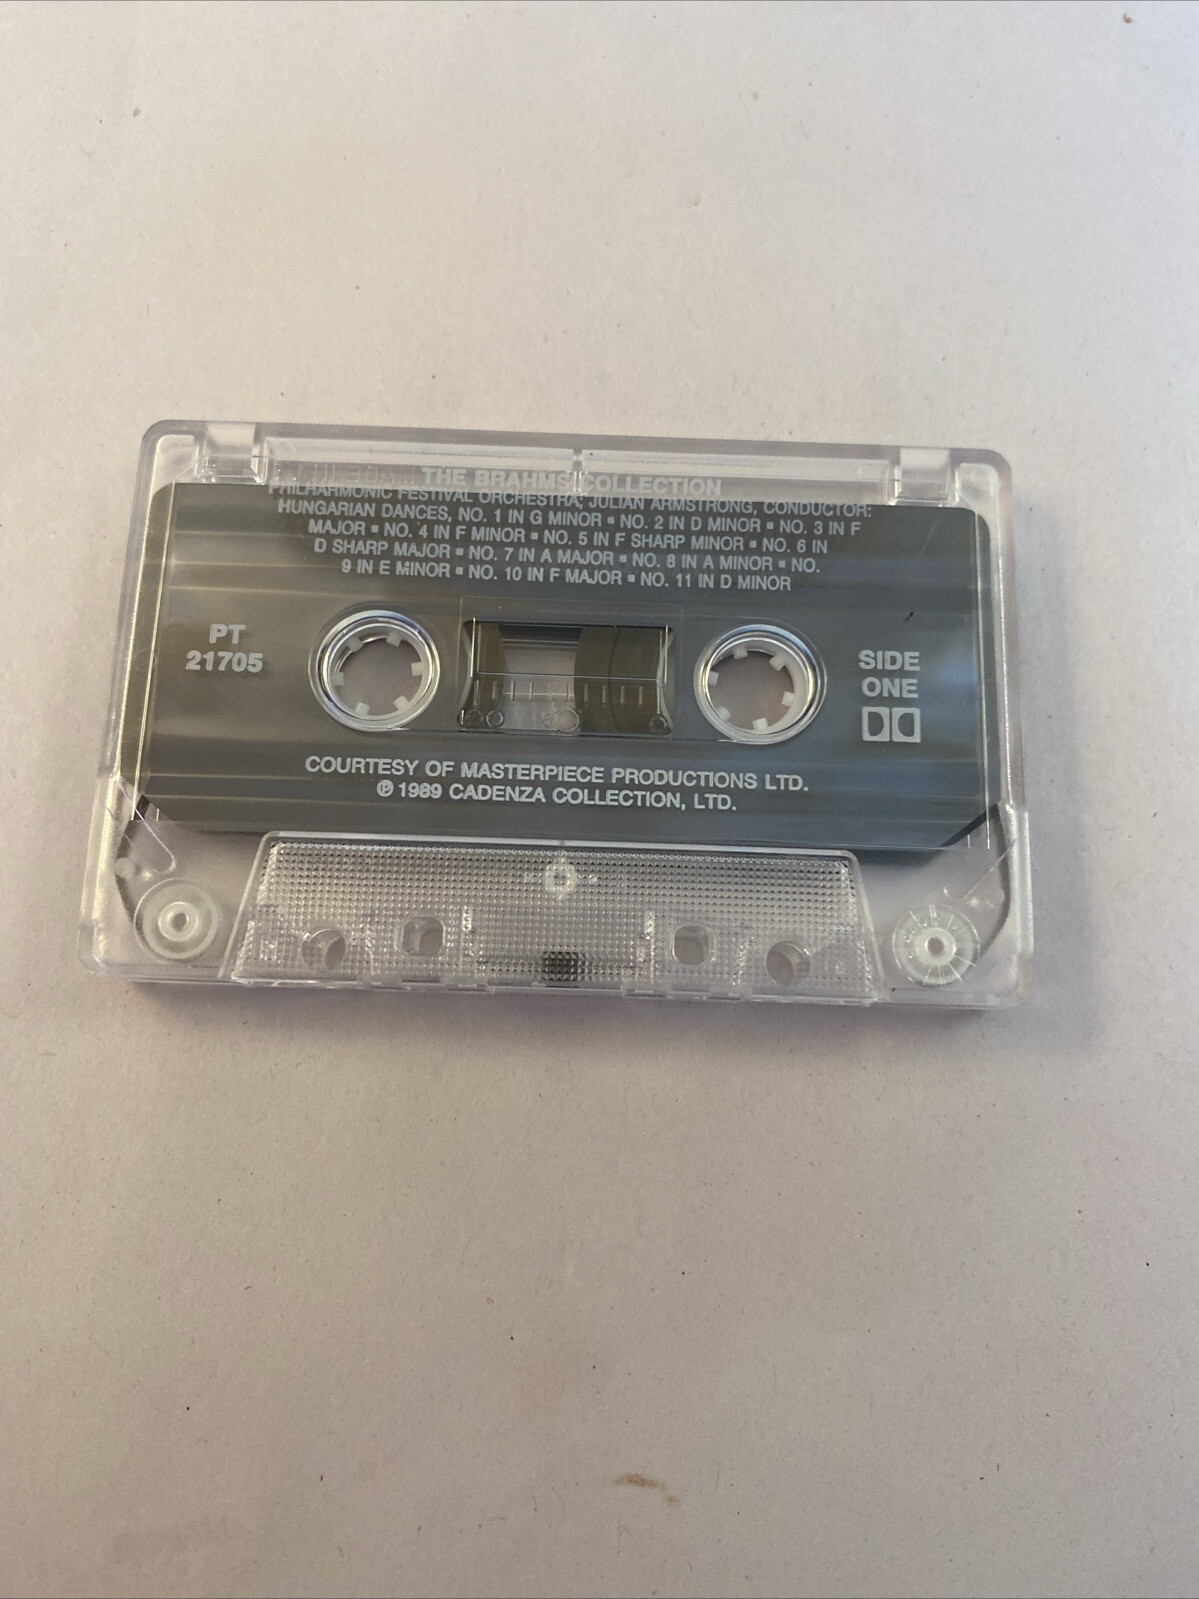 THE BRAHMS COLLECTION
PHILHARMONIC FESTIVAL ORCHESTRA; JULIAN ARMSTRONG, CONDUCTOR:
HUNGARIAN DANCES, NO. 1 IN G MINOR ▪ NO. 2 IN D MINOR ▪ NO. 3 IN F
MAJOR ▪ NO. 4 IN F MINOR ▪ NO. 5 IN F SHARP MINOR ▪ NO. 6 IN
D SHARP MAJOR ▪ NO. 7 IN A MAJOR ▪ NO. 8 IN A MINOR ▪ NO.
9 IN E MINOR ▪ NO. 10 IN F MAJOR ▪ NO. 11 IN D MINOR
PT
21705
SIDE
ONE
COURTESY OF MASTERPIECE PRODUCTIONS LTD.
℗ 1989 CADENZA COLLECTION, LTD.